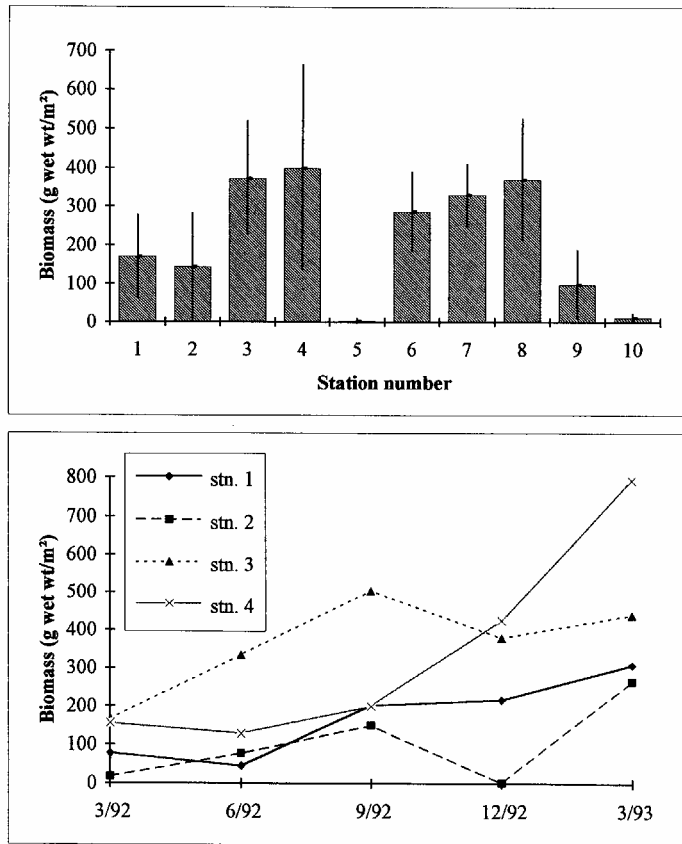 700
600
500
400
300
200
100
0
Biomass (g wet wt/m²)
1 2 3 4 5 6 7 8 9 10
Station number
800
700
600
500
400
300
200
100
0
Biomass (g wet wt/m²)
stn. 1
stn. 2
stn. 3
stn. 4
3/92 6/92 9/92 12/92 3/93